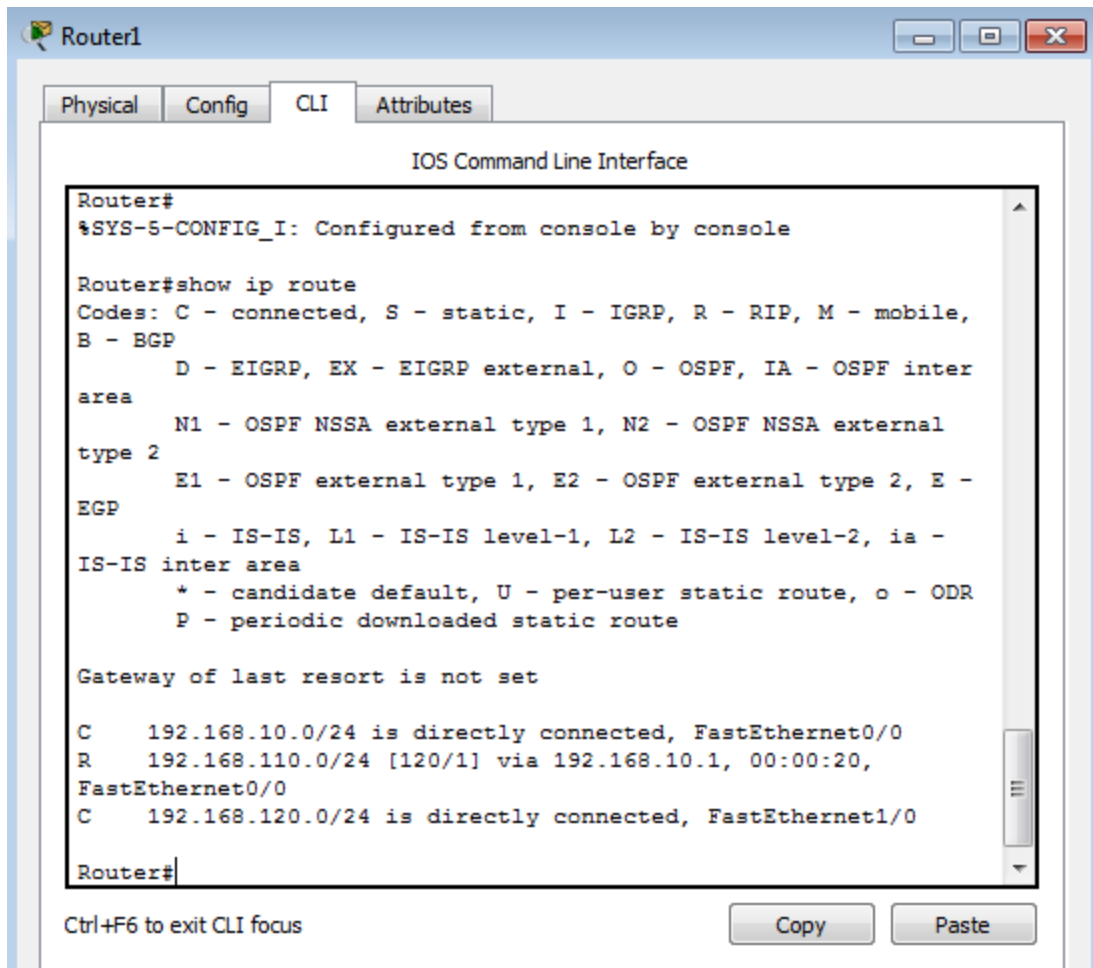 Router1
Physical Config CLI Attributes
IOS Command Line Interface
Router#
%SYS-5-CONFIG_I: Configured from console by console
Router#show ip route
Codes: C - connected, S - static, I - IGRP, R - RIP, M - mobile,
B - BGP
D - EIGRP, EX - EIGRP external, O - OSPF, IA - OSPF inter
area
N1 - OSPF NSSA external type 1, N2 - OSPF NSSA external
type 2
E1 - OSPF external type 1, E2 - OSPF external type 2, E -
EGP
i - IS-IS, L1 - IS-IS level-1, L2 - IS-IS level-2, ia -
IS-IS inter area
* - candidate default, U - per-user static route, o - ODR
P - periodic downloaded static route
Gateway of last resort is not set
C 192.168.10.0/24 is directly connected, FastEthernet0/0
R 192.168.110.0/24 [120/1] via 192.168.10.1, 00:00:20,
FastEthernet0/0
C 192.168.120.0/24 is directly connected, FastEthernet1/0
Router#
Ctrl+F6 to exit CLI focus
Copy Paste